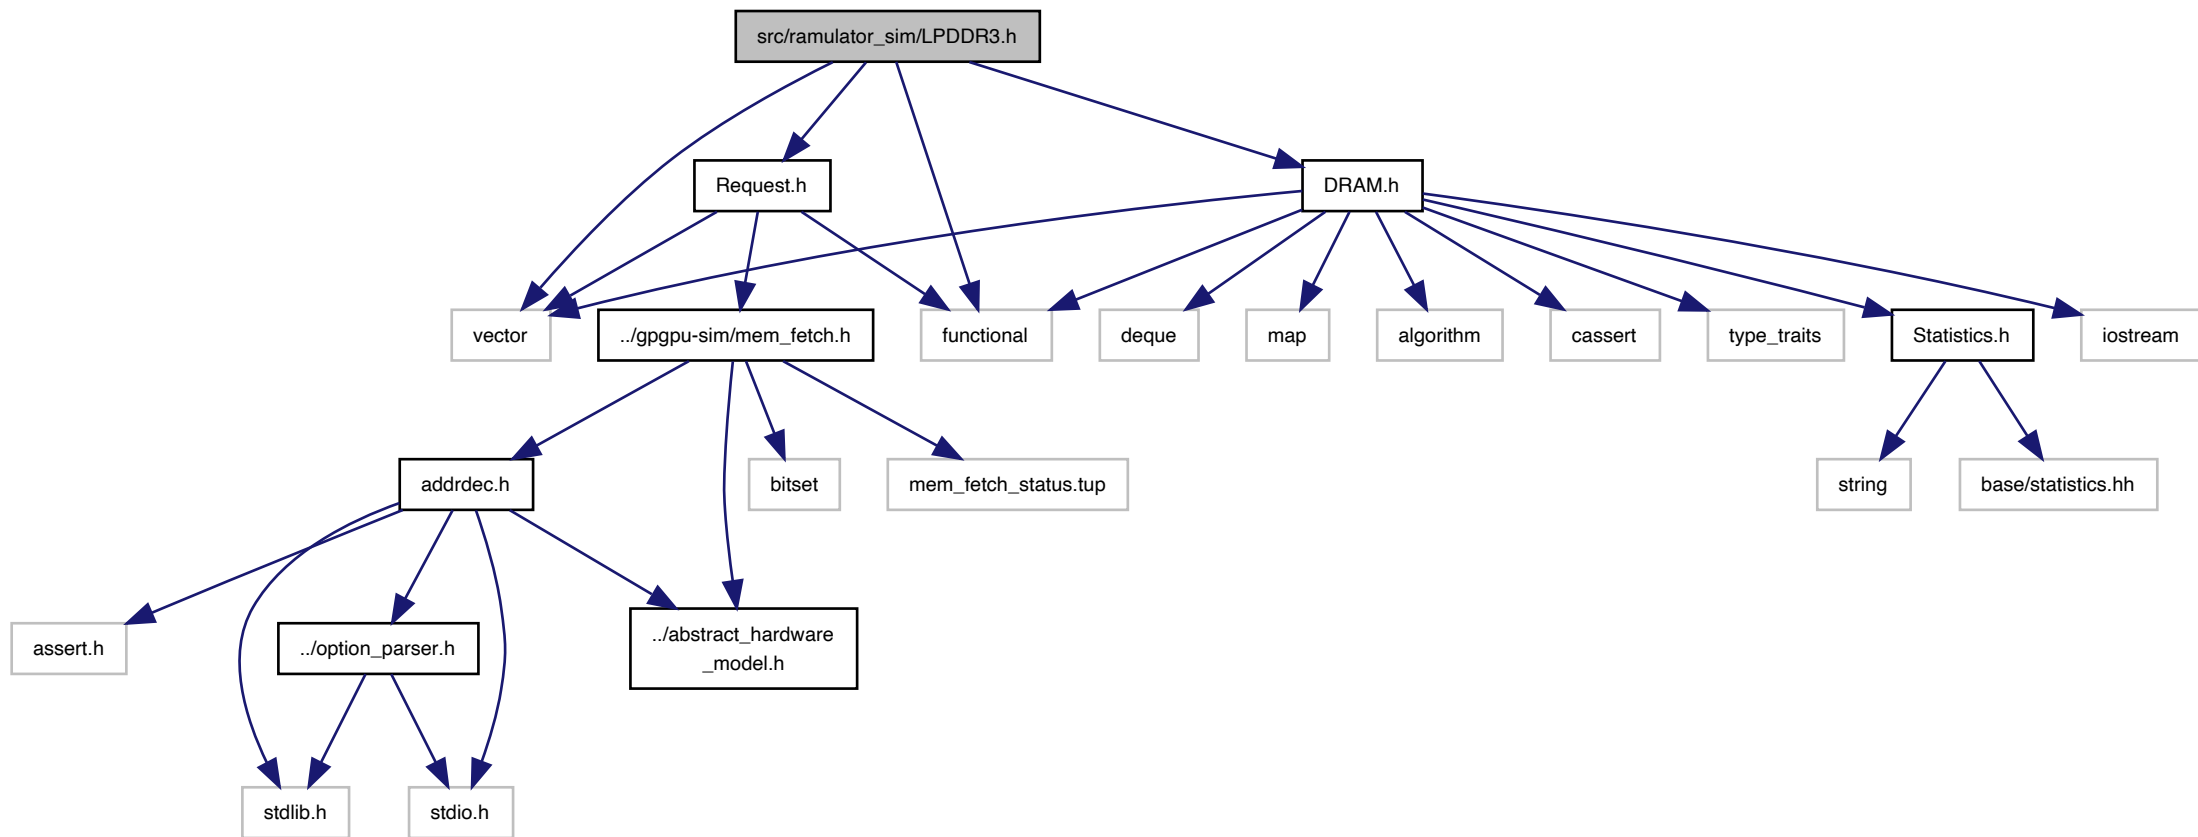 src/ramulator_sim/LPDDR3.h
Request.h
DRAM.h
vector
../gpgpu-sim/mem_fetch.h
functional
deque
map
algorithm
cassert
type_traits
Statistics.h
iostream
addrdec.h
bitset
mem_fetch_status.tup
string
base/statistics.hh
assert.h
../option_parser.h
../abstract_hardware
_model.h
stdlib.h
stdio.h